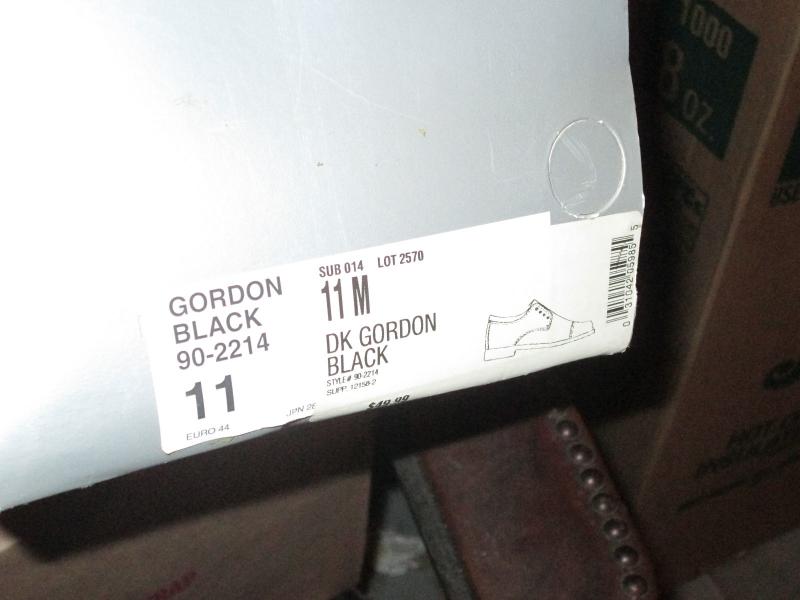 GORDON
BLACK
90-2214
11
EURO 44
JPN 28
SUB 014 LOT 2570
11 M
DK GORDON
BLACK
STYLE# 90-2214
SUPP. 12158-2
$49.99
1000
8 OZ.